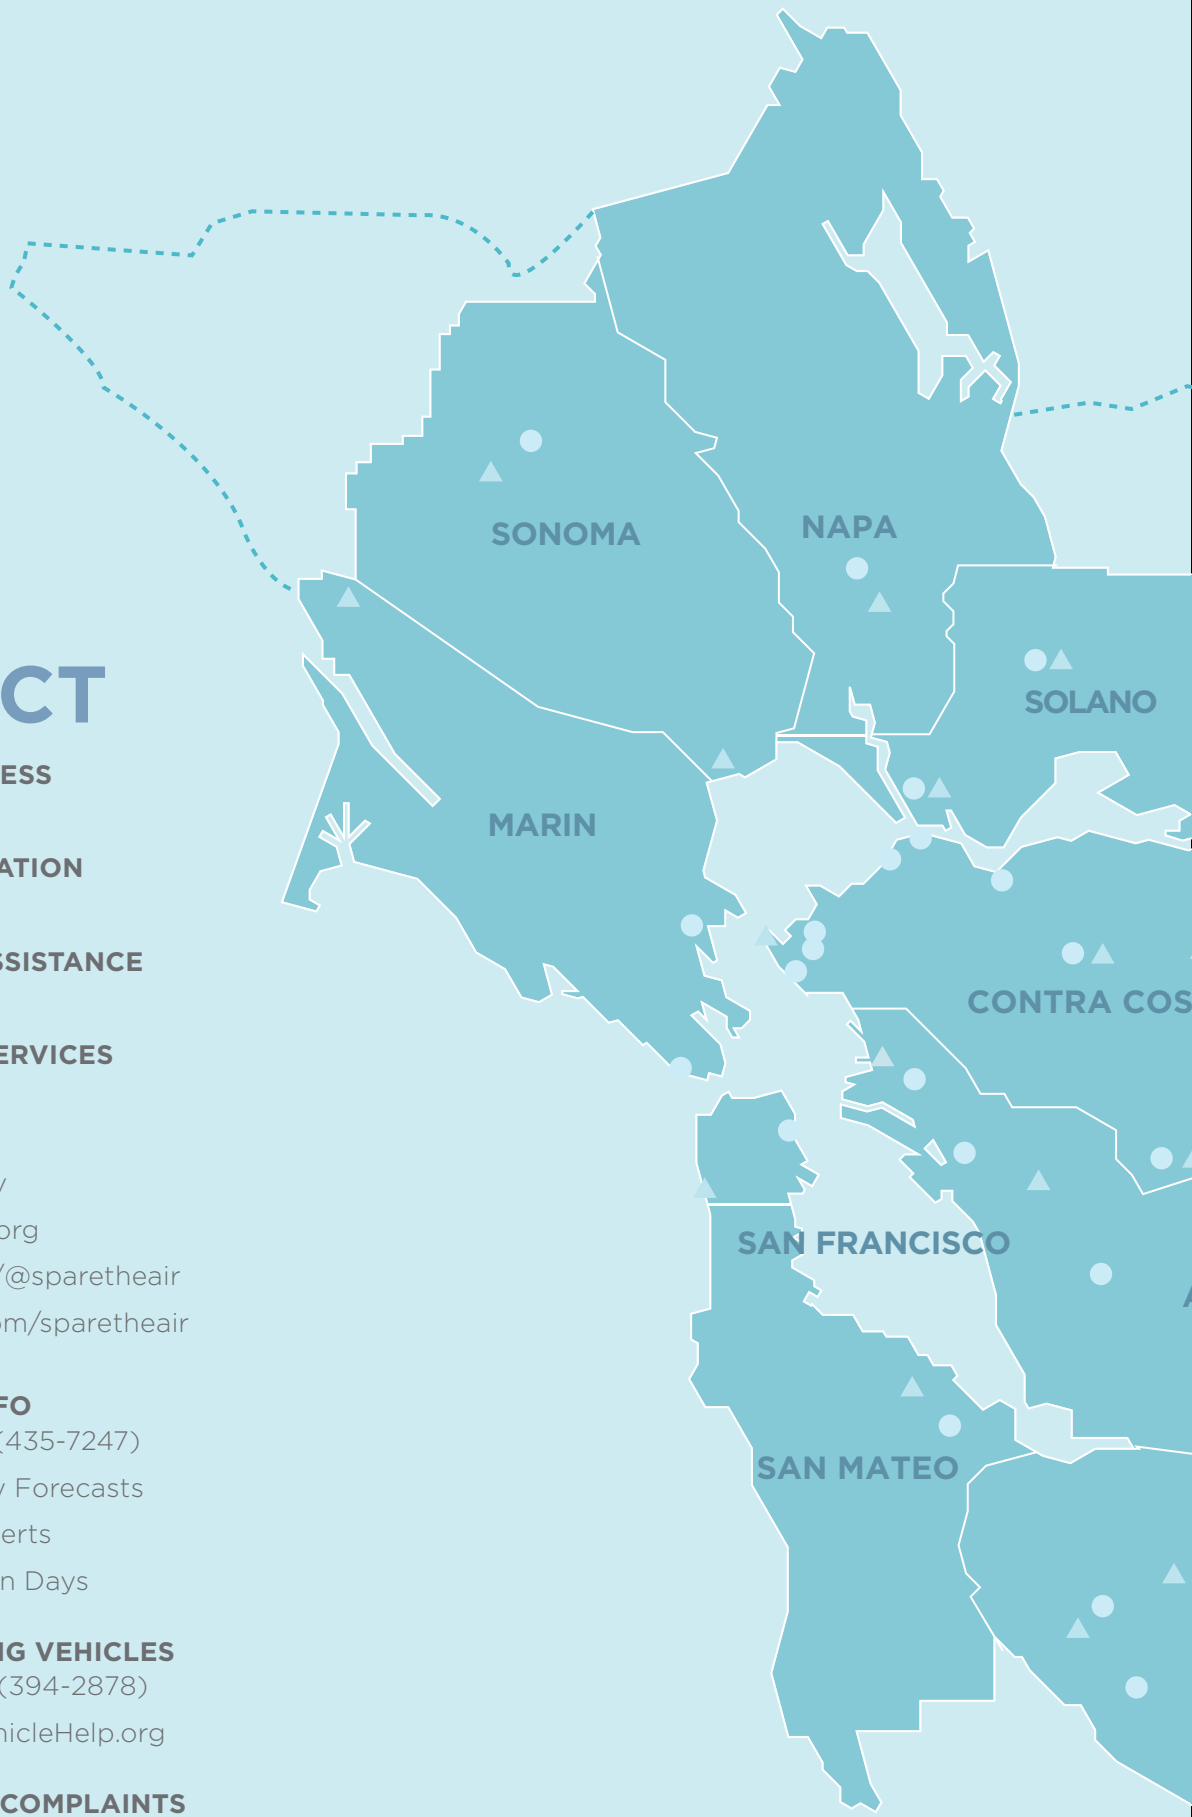 CT
ESS
ATION
SSISTANCE
ERVICES
y
org
/@sparetheair
om/sparetheair
FO
(435-7247)
y Forecasts
erts
n Days
NG VEHICLES
(394-2878)
hicleHelp.org
COMPLAINTS
SONOMA
NAPA
SOLANO
MARIN
CONTRA COS
SAN FRANCISCO
A
SAN MATEO